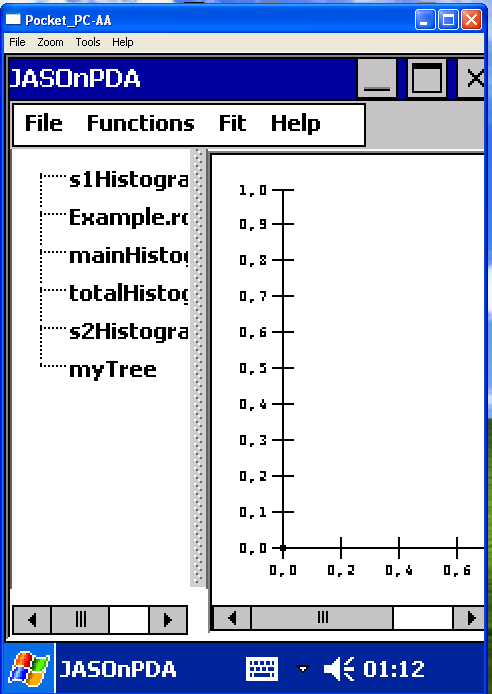 Pocket_PC-AA
File Zoom Tools Help
JASOnPDA
File Functions Fit Help
s1Histogra
Example.ro
mainHistog
totalHistog
s2Histogra
myTree
1,0
0,9
0,8
0,7
0,6
0,5
0,4
0,3
0,2
0,1
0,0
0,0 0,2 0,4 0,6
JASOnPDA 01:12